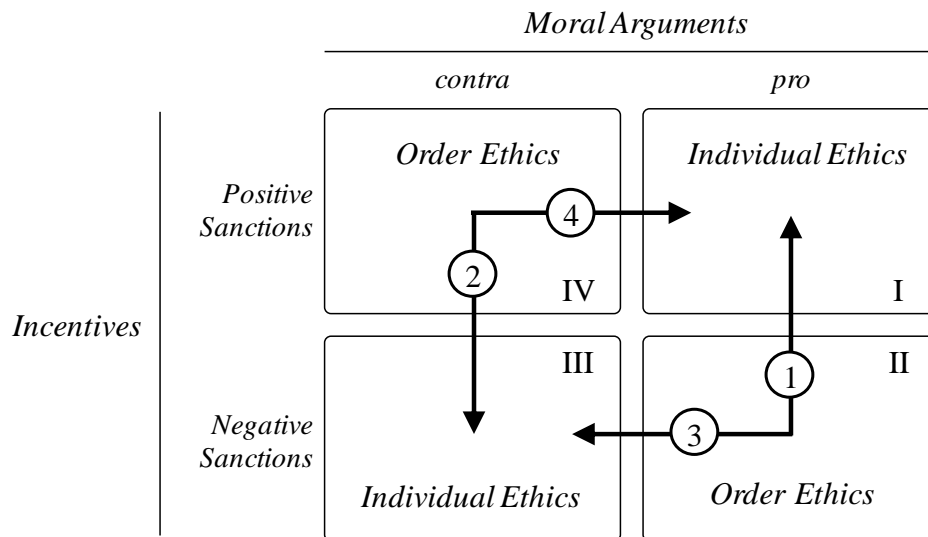 Moral Arguments
contra
pro
Order Ethics
Individual Ethics
Positive
Sanctions
4
2
IV
I
Incentives
III
II
1
Negative
Sanctions
3
Individual Ethics
Order Ethics